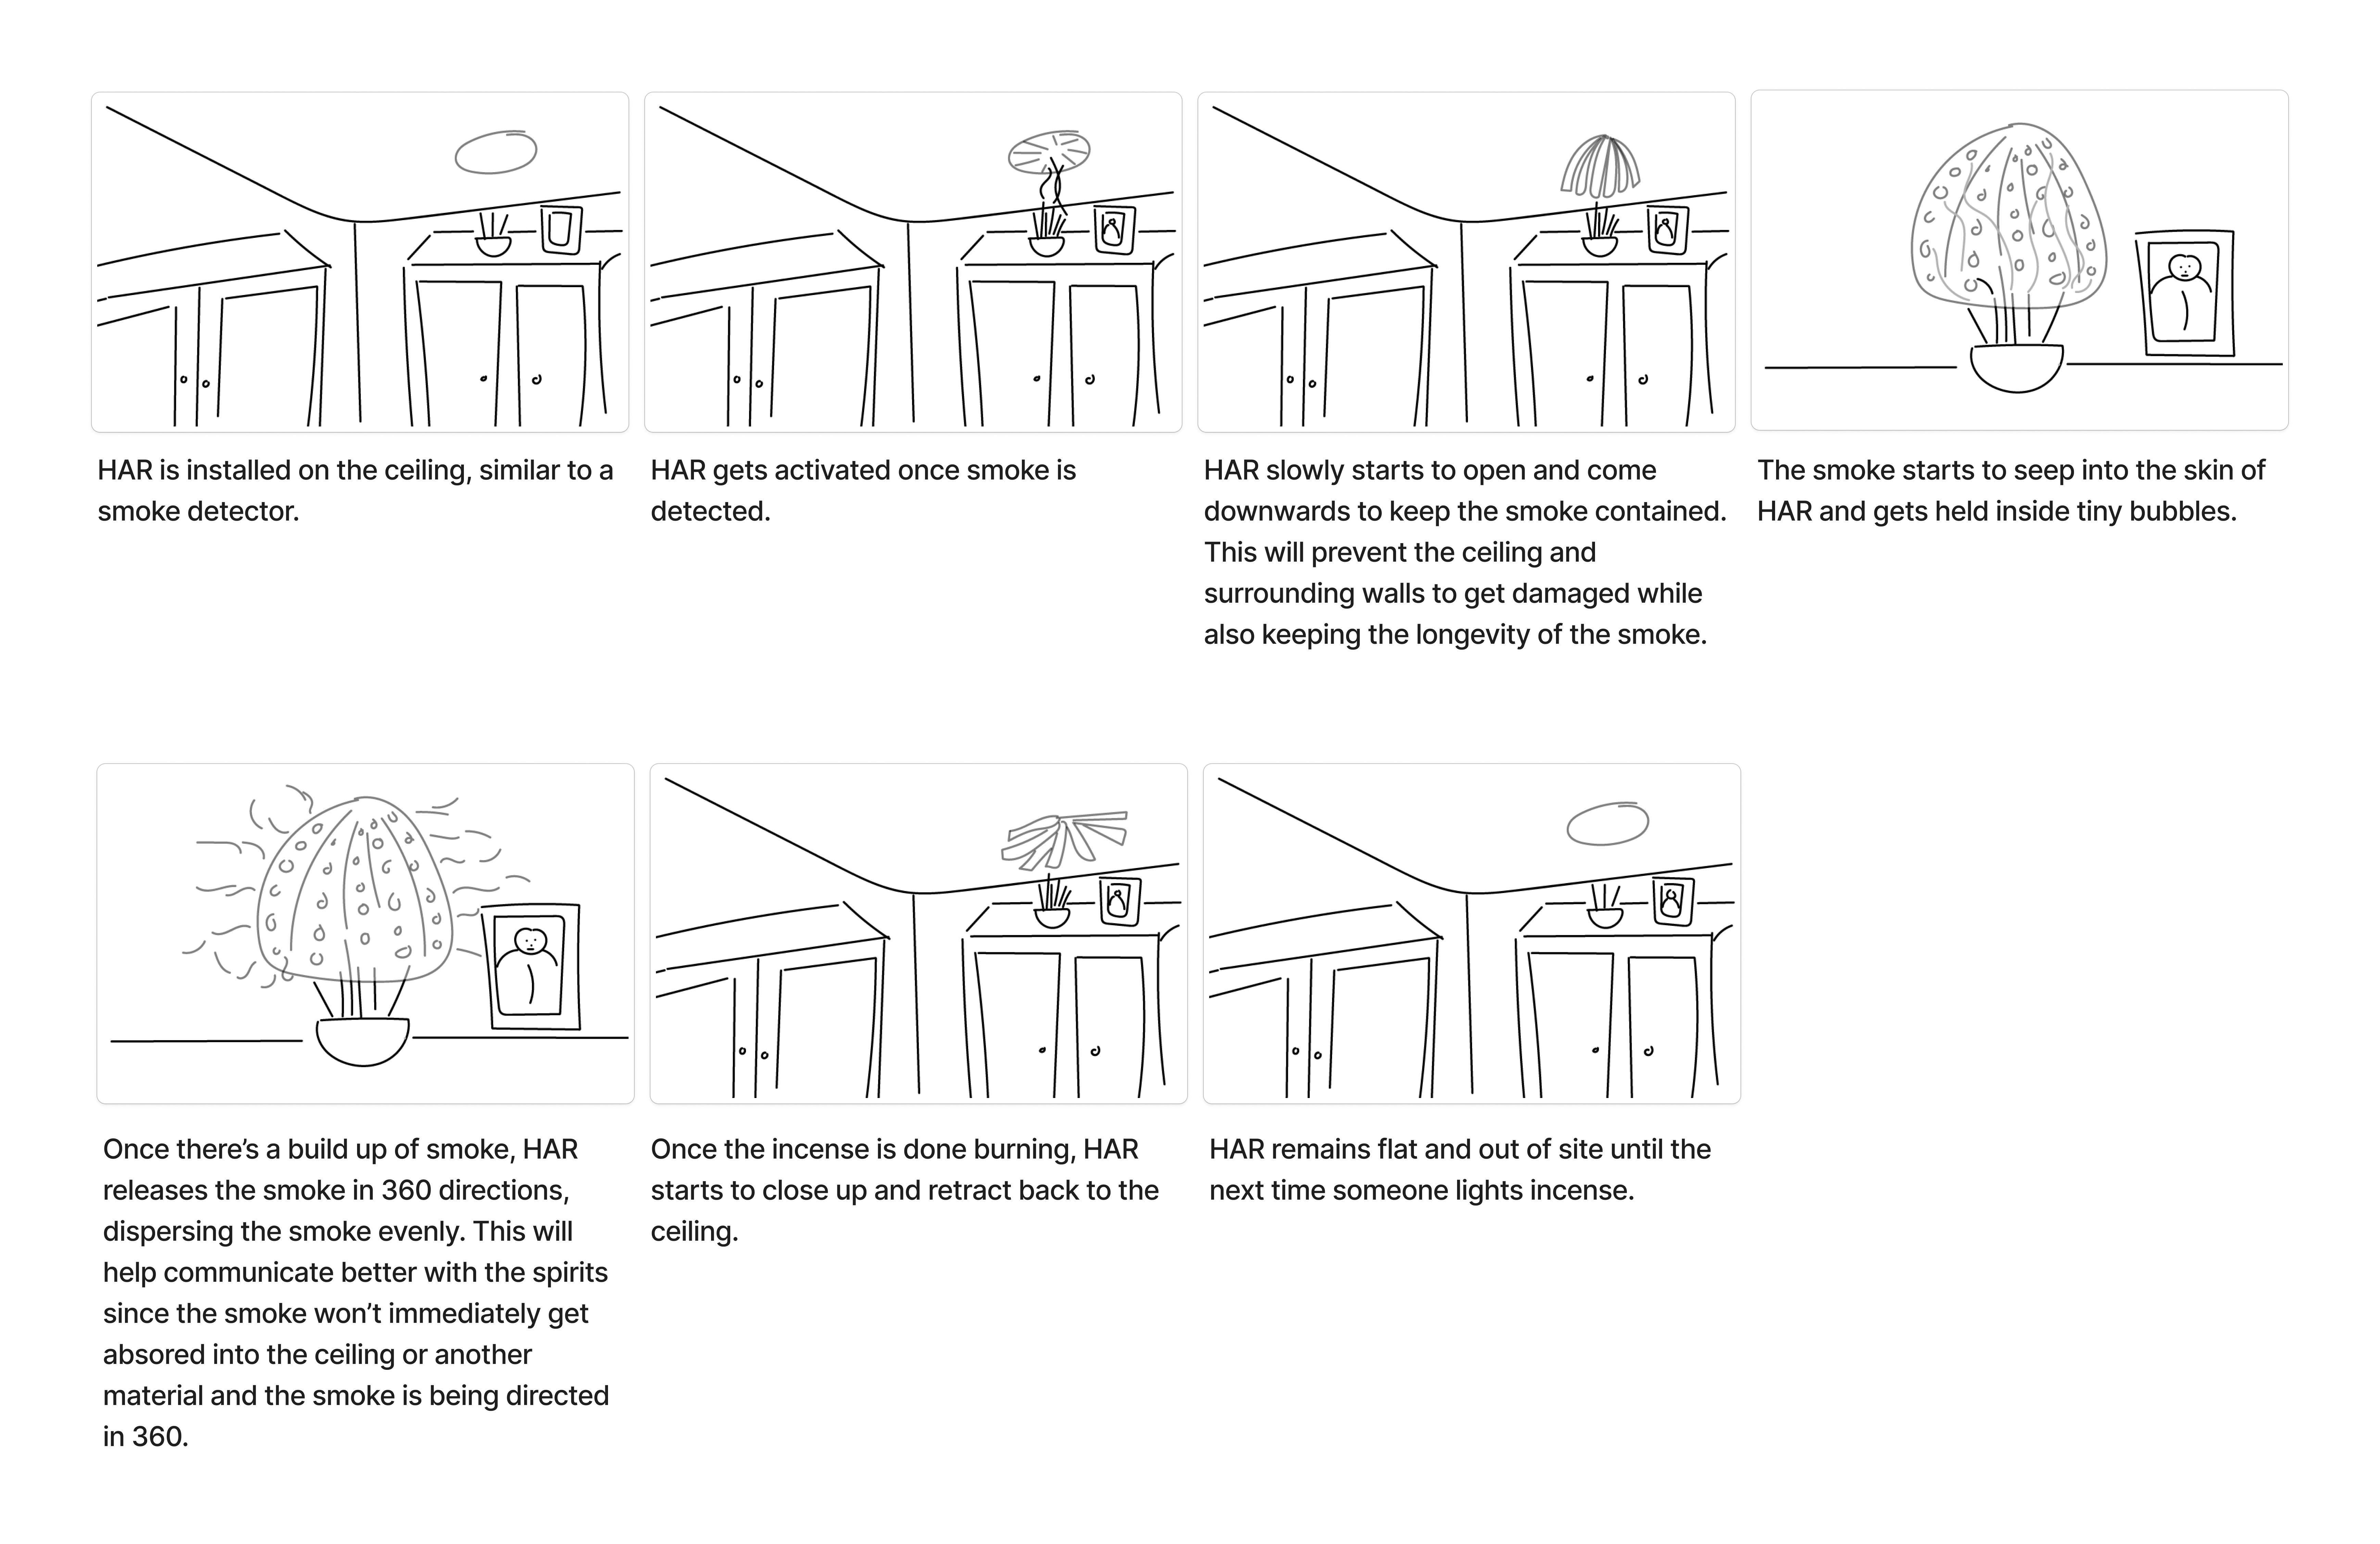 HAR is installed on the ceiling, similar to a
smoke detector.
HAR gets activated once smoke is
detected.
HAR slowly starts to open and come
downwards to keep the smoke contained.
This will prevent the ceiling and
surrounding walls to get damaged while
also keeping the longevity of the smoke.
The smoke starts to seep into the skin of
HAR and gets held inside tiny bubbles.
Once there’s a build up of smoke, HAR
releases the smoke in 360 directions,
dispersing the smoke evenly. This will
help communicate better with the spirits
since the smoke won’t immediately get
absored into the ceiling or another
material and the smoke is being directed
in 360.
Once the incense is done burning, HAR
starts to close up and retract back to the
ceiling.
HAR remains flat and out of site until the
next time someone lights incense.